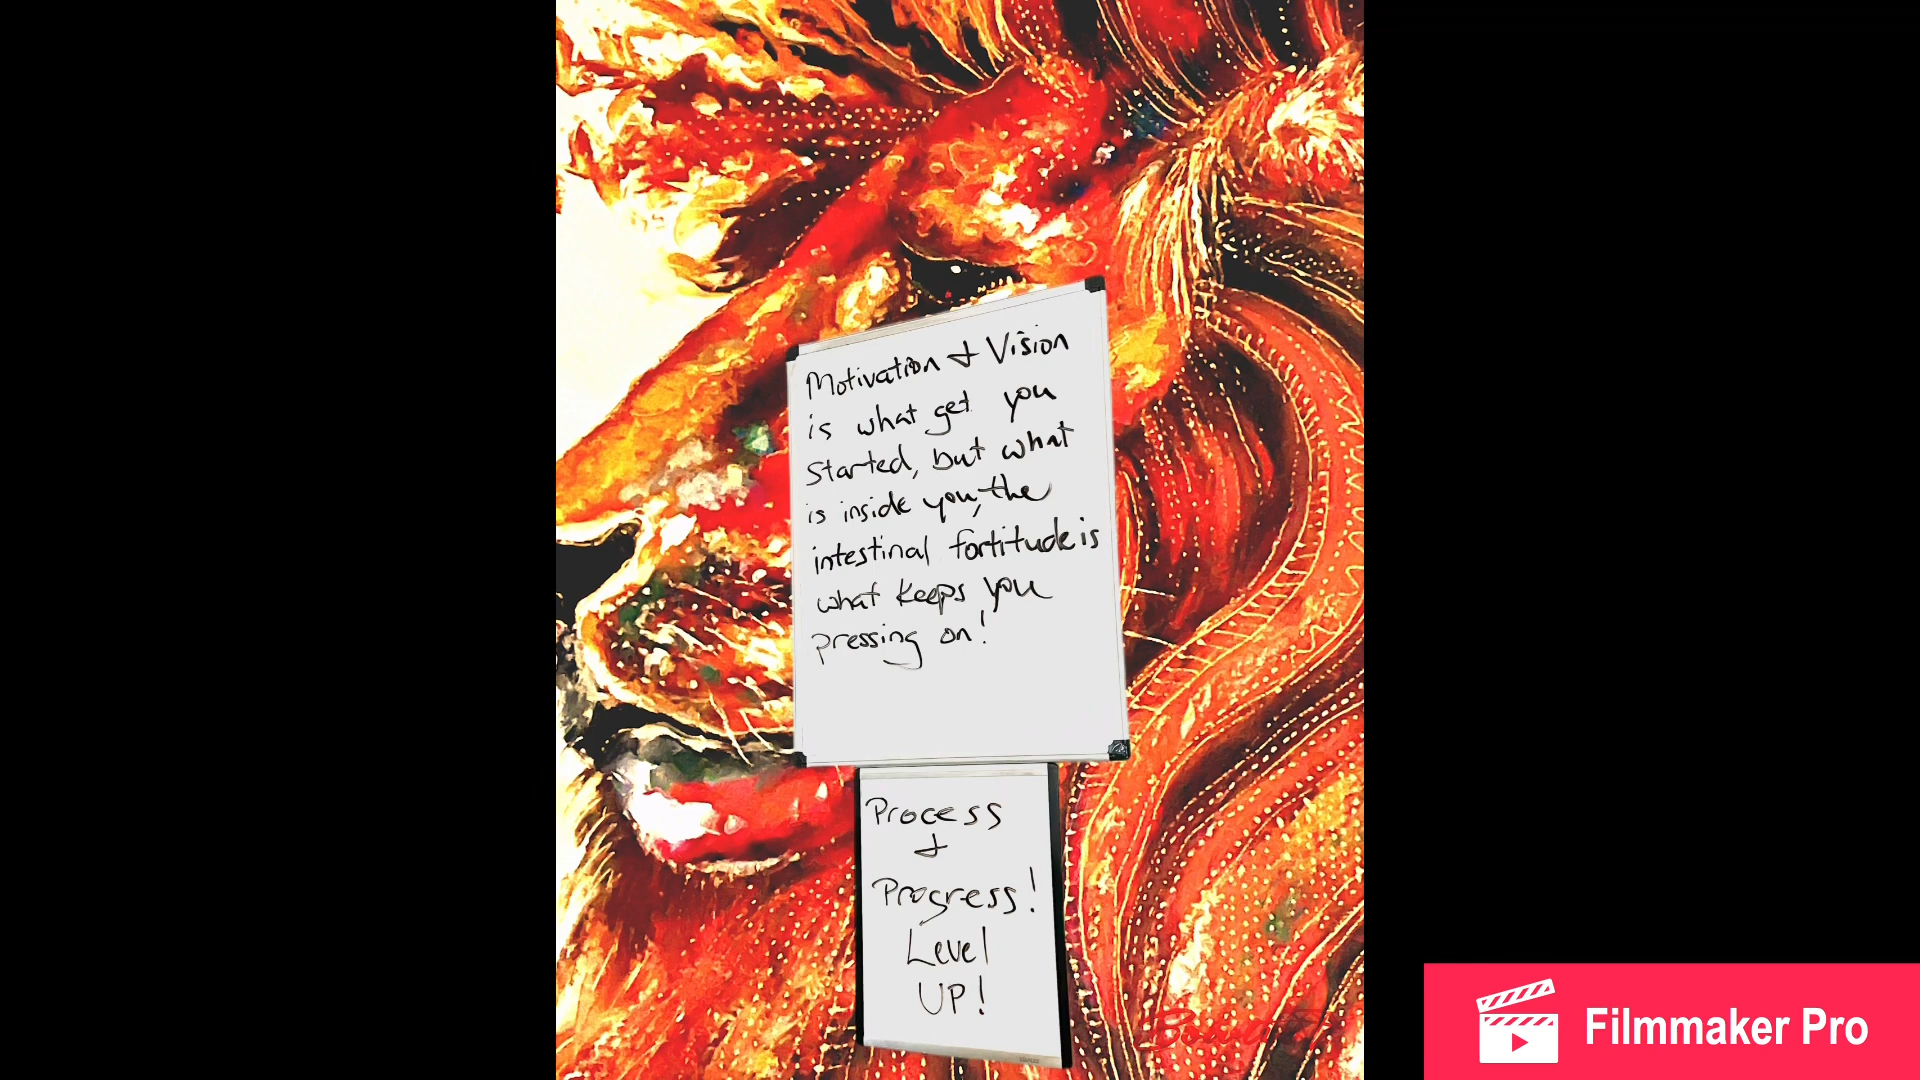 Motivation & Vision
is what get you
Started, but what
is inside you, the
intestinal fortitude is
what keeps you
pressing on!
Process
&
Progress!
Level
UP!
Filmmaker Pro